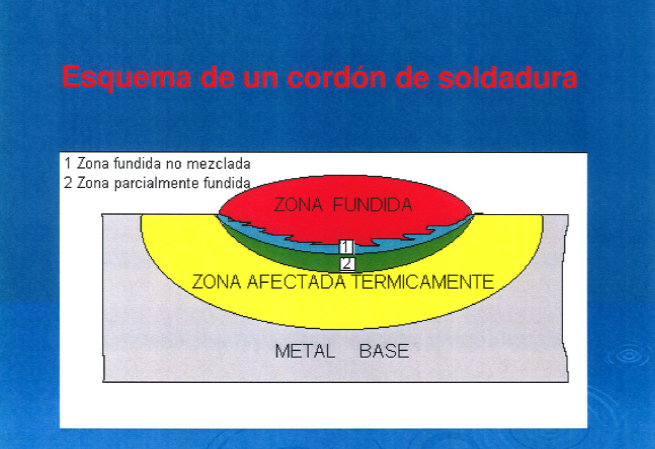 Esquema de un cordón de soldadura
1 Zona fundida no mezclada
2 Zona parcialmente fundida
ZONA FUNDIDA
1
2
ZONA AFECTADA TERMICAMENTE
METAL BASE